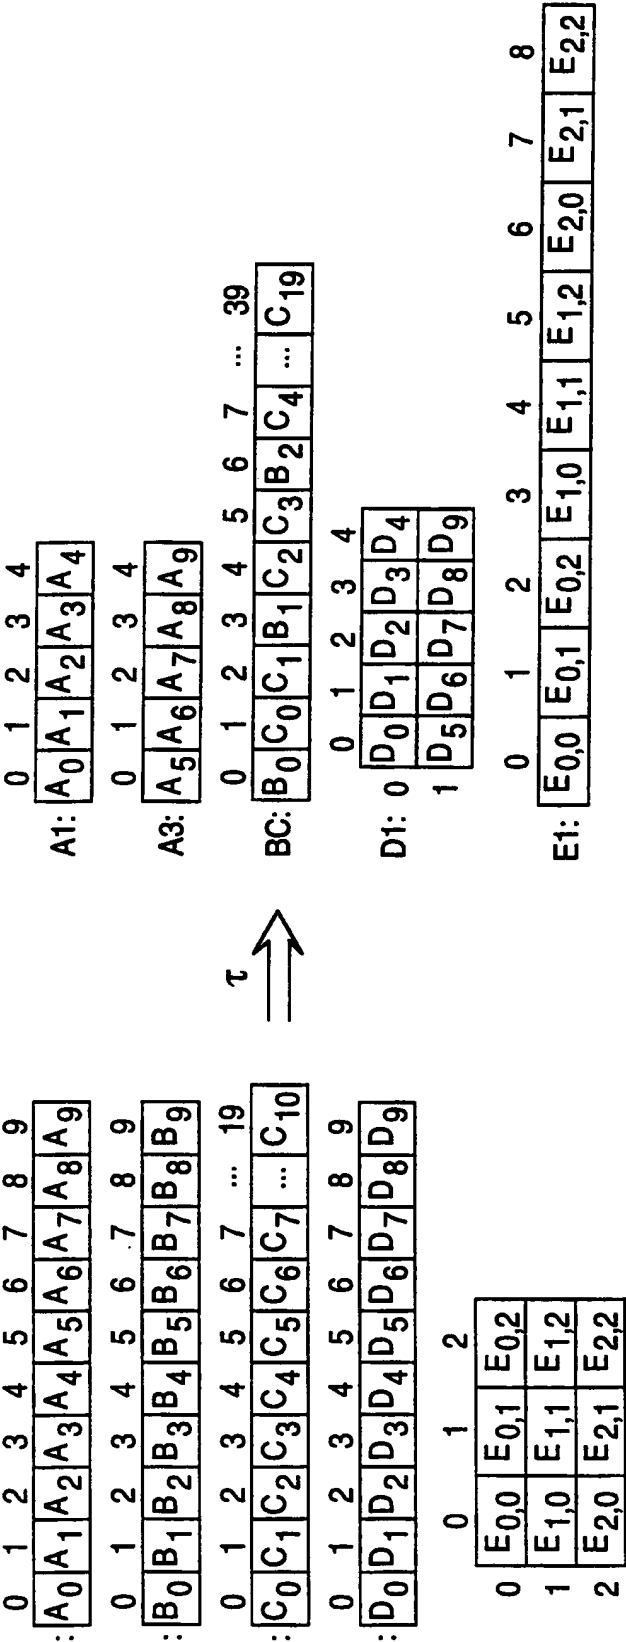 0 1 2 3 4 5 6 7 8 9
: A0 A1 A2 A3 A4 A5 A6 A7 A8 A9
0 1 2 3 4 5 6 7 8 9
: B0 B1 B2 B3 B4 B5 B6 B7 B8 B9
0 1 2 3 4 5 6 7 ... 19
: C0 C1 C2 C3 C4 C5 C6 C7 ... C10
0 1 2 3 4 5 6 7 8 9
: D0 D1 D2 D3 D4 D5 D6 D7 D8 D9
0 1 2
0 E0,0 E0,1 E0,2
1 E1,0 E1,1 E1,2
2 E2,0 E2,1 E2,2
τ
0 1 2 3 4
A1: A0 A1 A2 A3 A4
0 1 2 3 4
A3: A5 A6 A7 A8 A9
0 1 2 3 4 5 6 7 ... 39
BC: B0 C0 C1 B1 C2 C3 B2 C4 ... C19
0 1 2 3 4
D1: 0 D0 D1 D2 D3 D4
1 D5 D6 D7 D8 D9
0 1 2 3 4 5 6 7 8
E1: E0,0 E0,1 E0,2 E1,0 E1,1 E1,2 E2,0 E2,1 E2,2